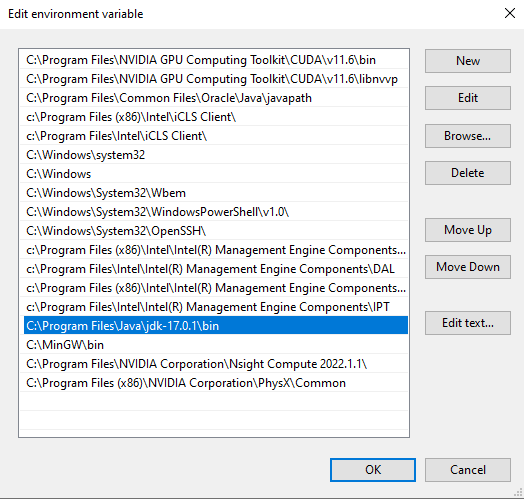 Edit environment variable
C:\Program Files\NVIDIA GPU Computing Toolkit\CUDA\v11.6\bin
C:\Program Files\NVIDIA GPU Computing Toolkit\CUDA\v11.6\libnvvp
C:\Program Files\Common Files\Oracle\Java\javapath
c:\Program Files (x86)\Intel\iCLS Client\
c:\Program Files\Intel\iCLS Client\
C:\Windows\system32
C:\Windows
C:\Windows\System32\Wbem
C:\Windows\System32\WindowsPowerShell\v1.0\
C:\Windows\System32\OpenSSH\
c:\Program Files (x86)\Intel\Intel(R) Management Engine Components...
c:\Program Files\Intel\Intel(R) Management Engine Components\DAL
c:\Program Files (x86)\Intel\Intel(R) Management Engine Components...
c:\Program Files\Intel\Intel(R) Management Engine Components\IPT
C:\Program Files\Java\jdk-17.0.1\bin
C:\MinGW\bin
C:\Program Files\NVIDIA Corporation\Nsight Compute 2022.1.1\
C:\Program Files (x86)\NVIDIA Corporation\PhysX\Common
New
Edit
Browse...
Delete
Move Up
Move Down
Edit text...
OK
Cancel